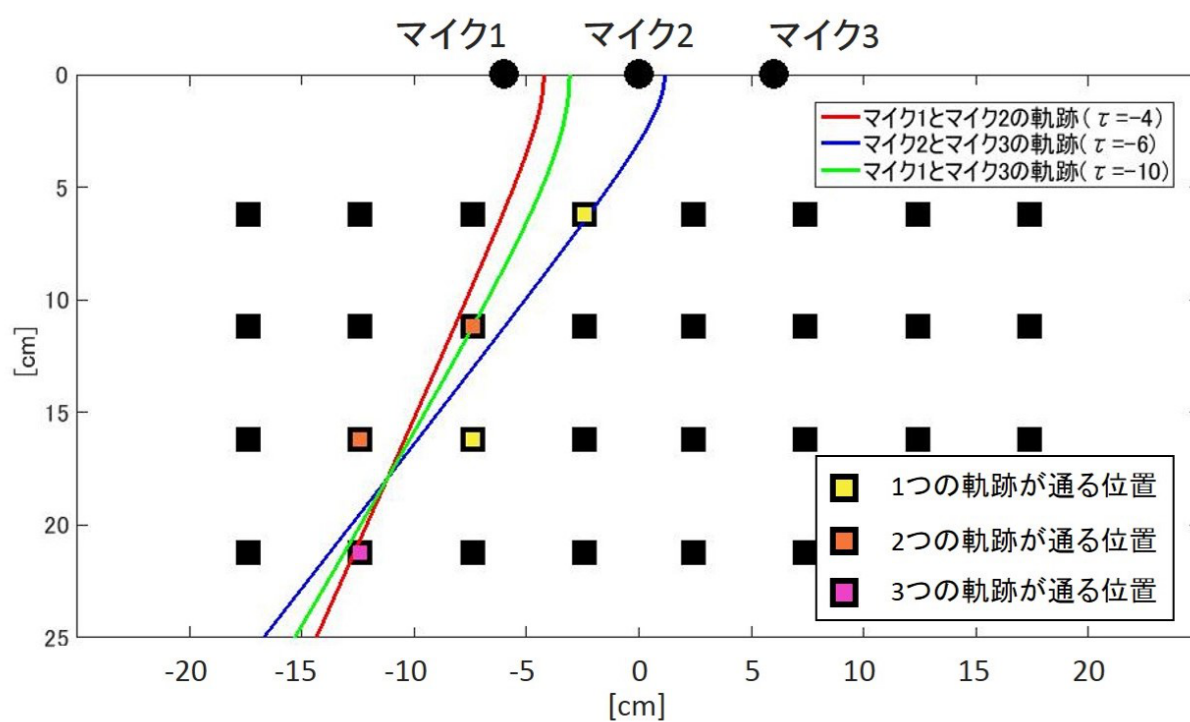 マイク1 マイク2 マイク3
0
マイク1とマイク2の軌跡(τ=-4)
マイク2とマイク3の軌跡(τ=-6)
マイク1とマイク3の軌跡(τ=-10)
5
10
[cm]
15
1つの軌跡が通る位置
20
2つの軌跡が通る位置
3つの軌跡が通る位置
25
-20 -15 -10 -5 0 5 10 15 20
[cm]